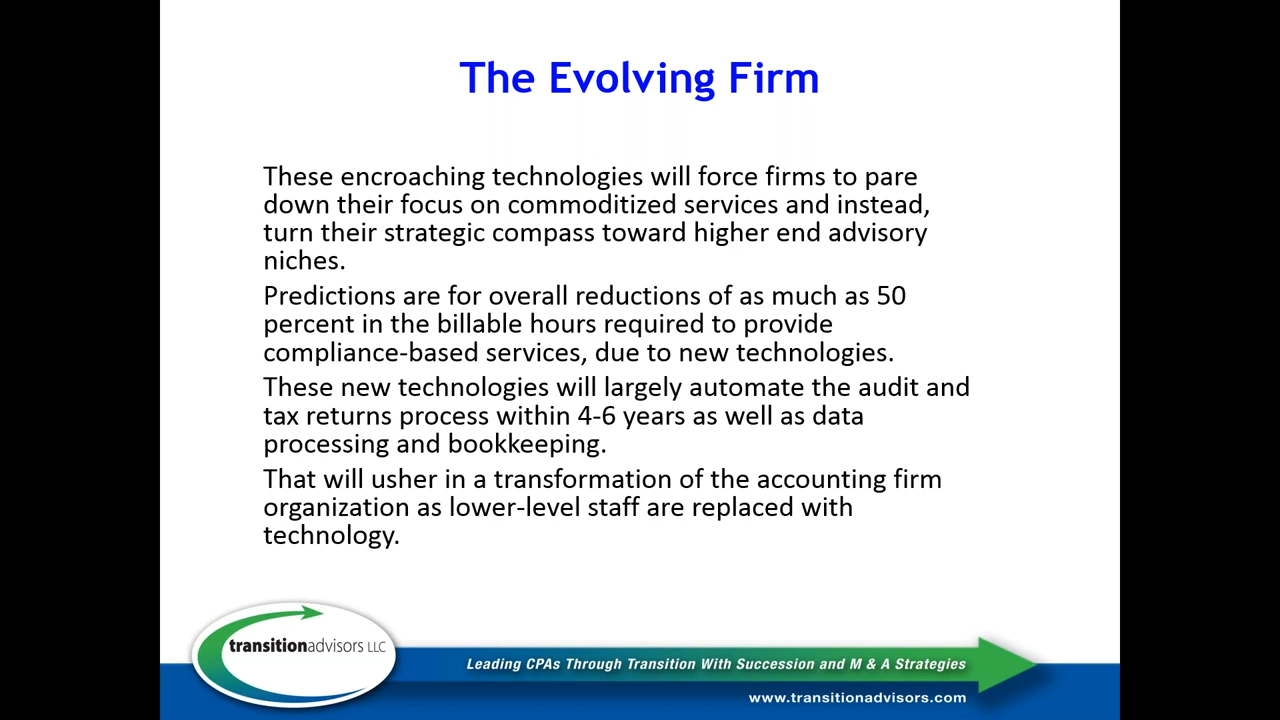 The Evolving Firm
These encroaching technologies will force firms to pare
down their focus on commoditized services and instead,
turn their strategic compass toward higher end advisory
niches.
Predictions are for overall reductions of as much as 50
percent in the billable hours required to provide
compliance-based services, due to new technologies.
These new technologies will largely automate the audit and
tax returns process within 4-6 years as well as data
processing and bookkeeping.
That will usher in a transformation of the accounting firm
organization as lower-level staff are replaced with
technology.
transitionadvisors LLC
Leading CPAs Through Transition With Succession and M & A Strategies
www.transitionadvisors.com